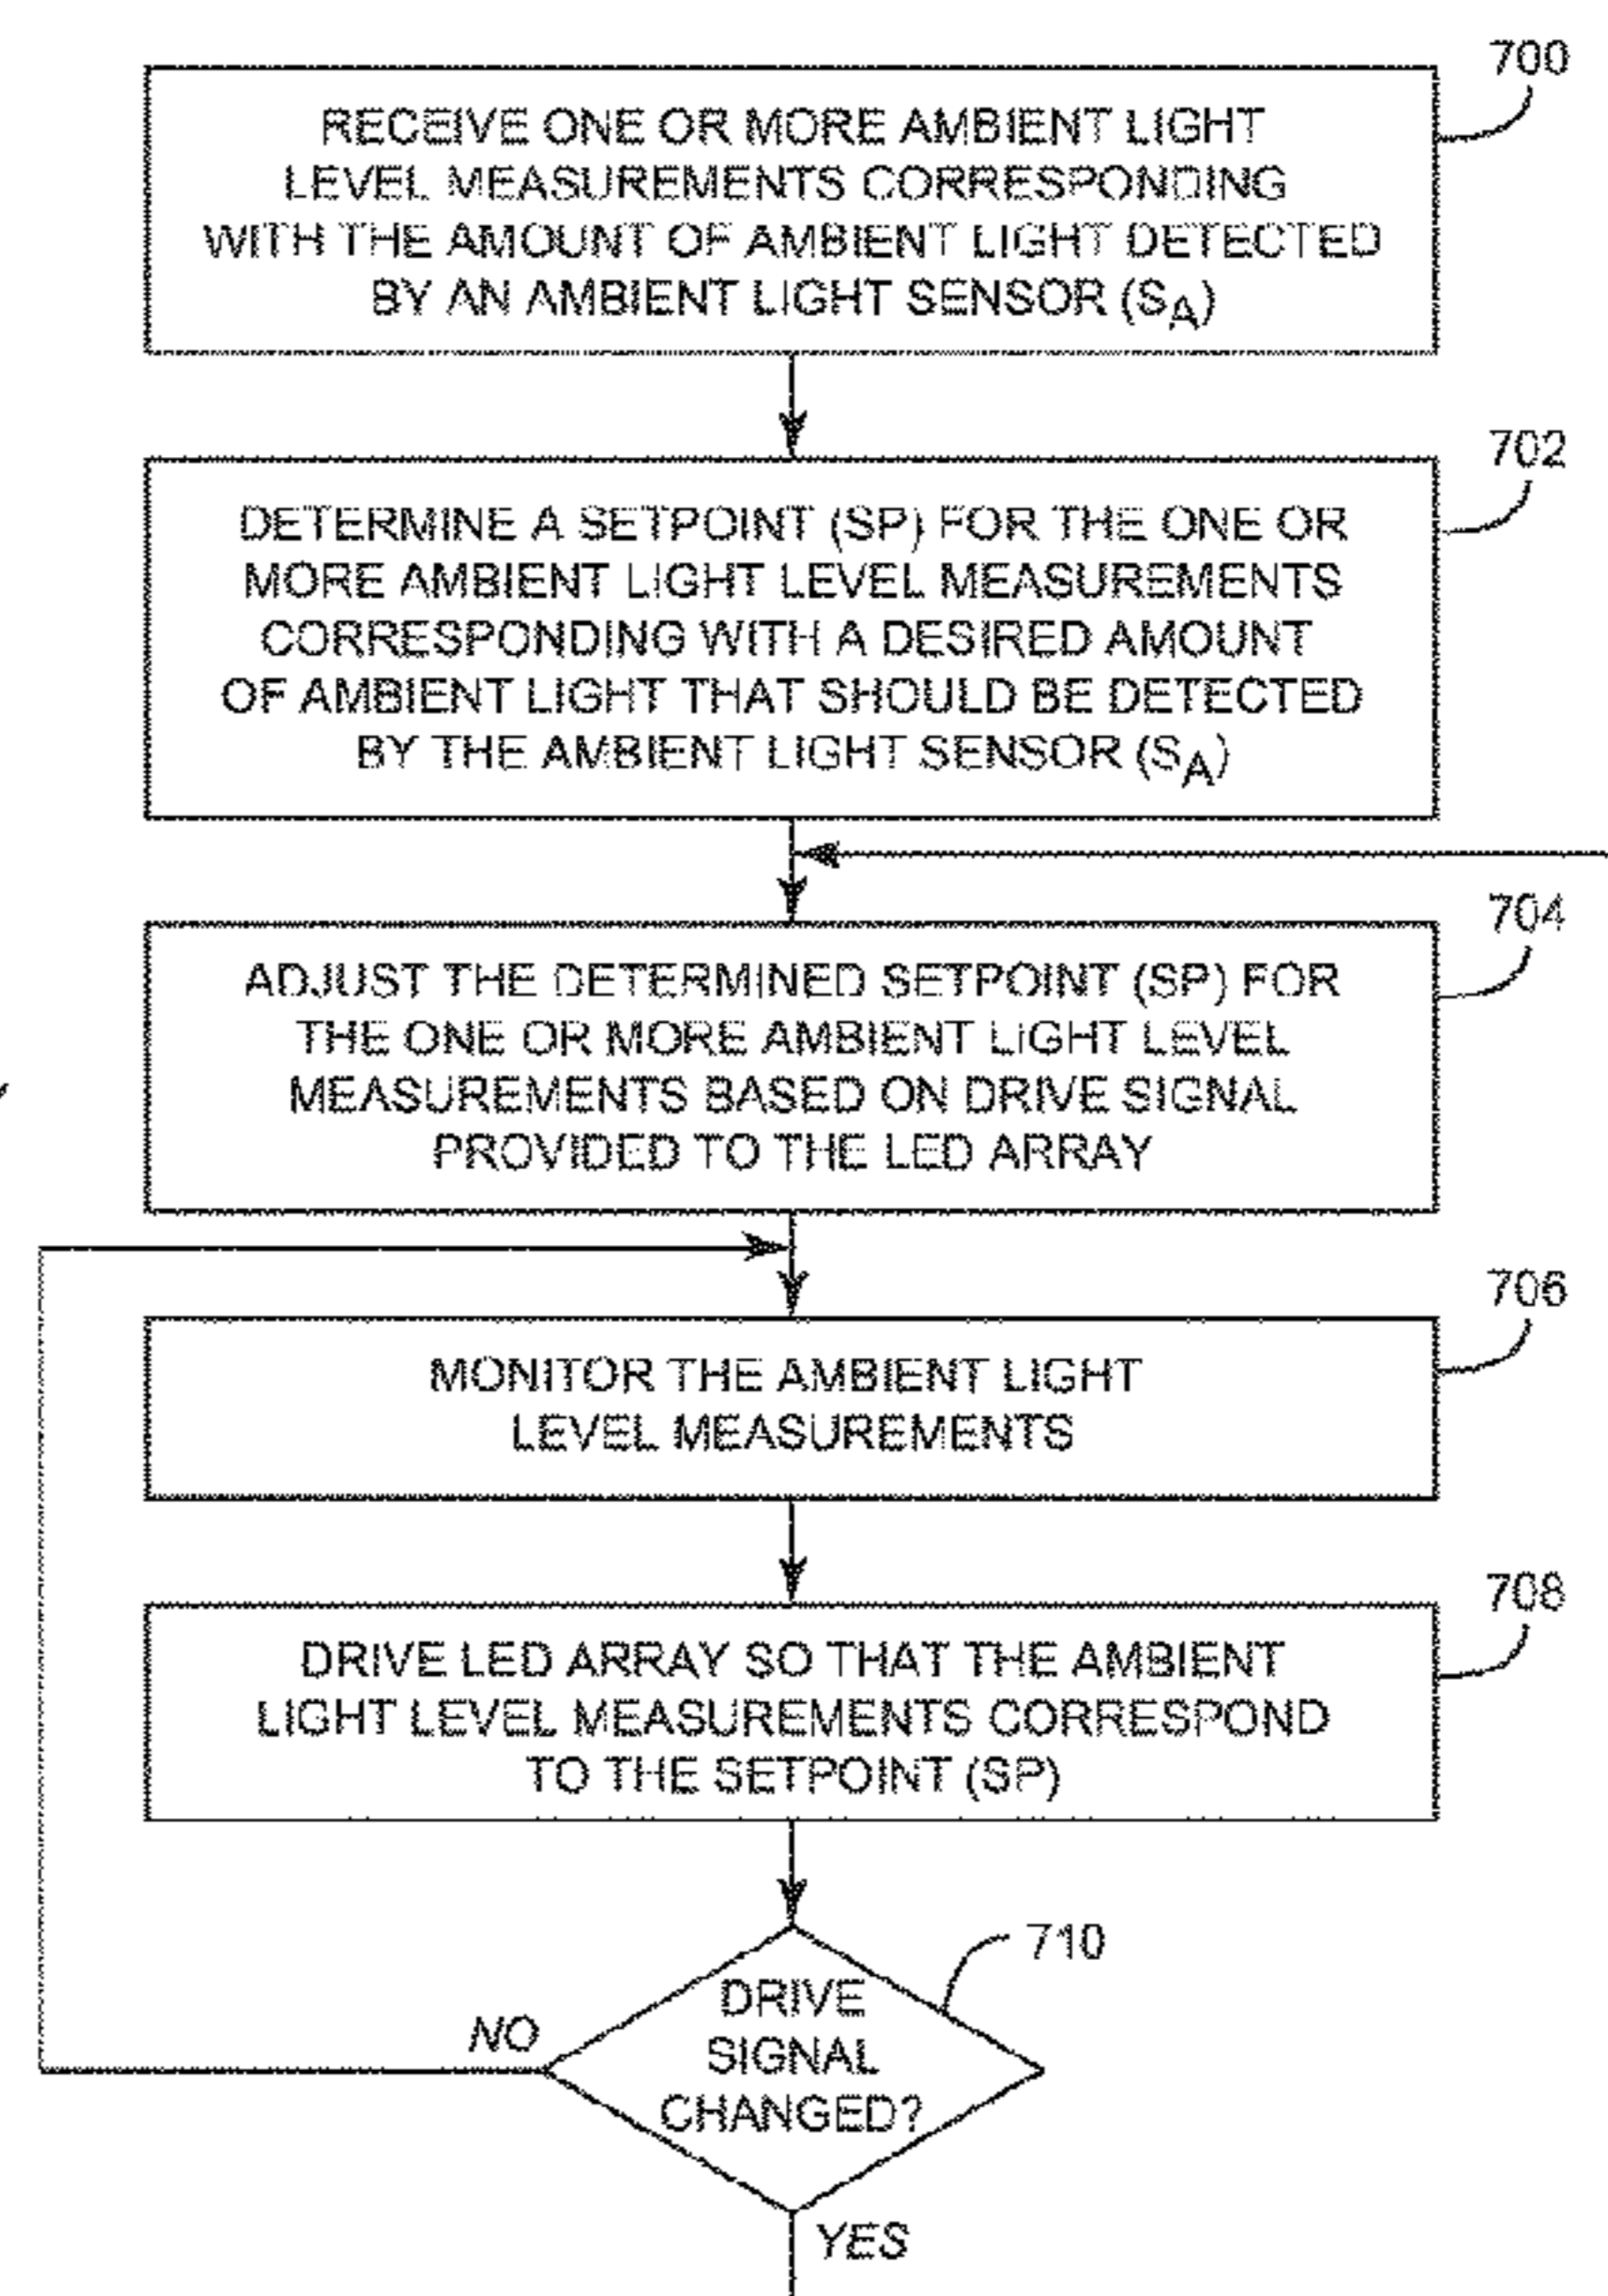 700
RECEIVE ONE OR MORE AMBIENT LIGHT
LEVEL MEASUREMENTS CORRESPONDING
WITH THE AMOUNT OF AMBIENT LIGHT DETECTED
BY AN AMBIENT LIGHT SENSOR (SA)
702
DETERMINE A SETPOINT (SP) FOR THE ONE OR
MORE AMBIENT LIGHT LEVEL MEASUREMENTS
CORRESPONDING WITH A DESIRED AMOUNT
OF AMBIENT LIGHT THAT SHOULD BE DETECTED
BY THE AMBIENT LIGHT SENSOR (SA)
704
ADJUST THE DETERMINED SETPOINT (SP) FOR
THE ONE OR MORE AMBIENT LIGHT LEVEL
MEASUREMENTS BASED ON DRIVE SIGNAL
PROVIDED TO THE LED ARRAY
706
MONITOR THE AMBIENT LIGHT
LEVEL MEASUREMENTS
708
DRIVE LED ARRAY SO THAT THE AMBIENT
LIGHT LEVEL MEASUREMENTS CORRESPOND
TO THE SETPOINT (SP)
710
DRIVE
SIGNAL
CHANGED?
NO
YES